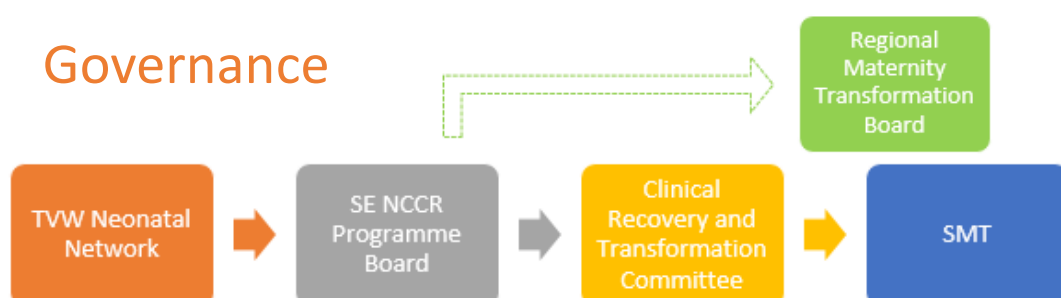 Governance
Regional
Maternity
Transformation
Board
TVW Neonatal
Network
SE NCCR
Programme
Board
Clinical
Recovery and
Transformation
Committee
SMT